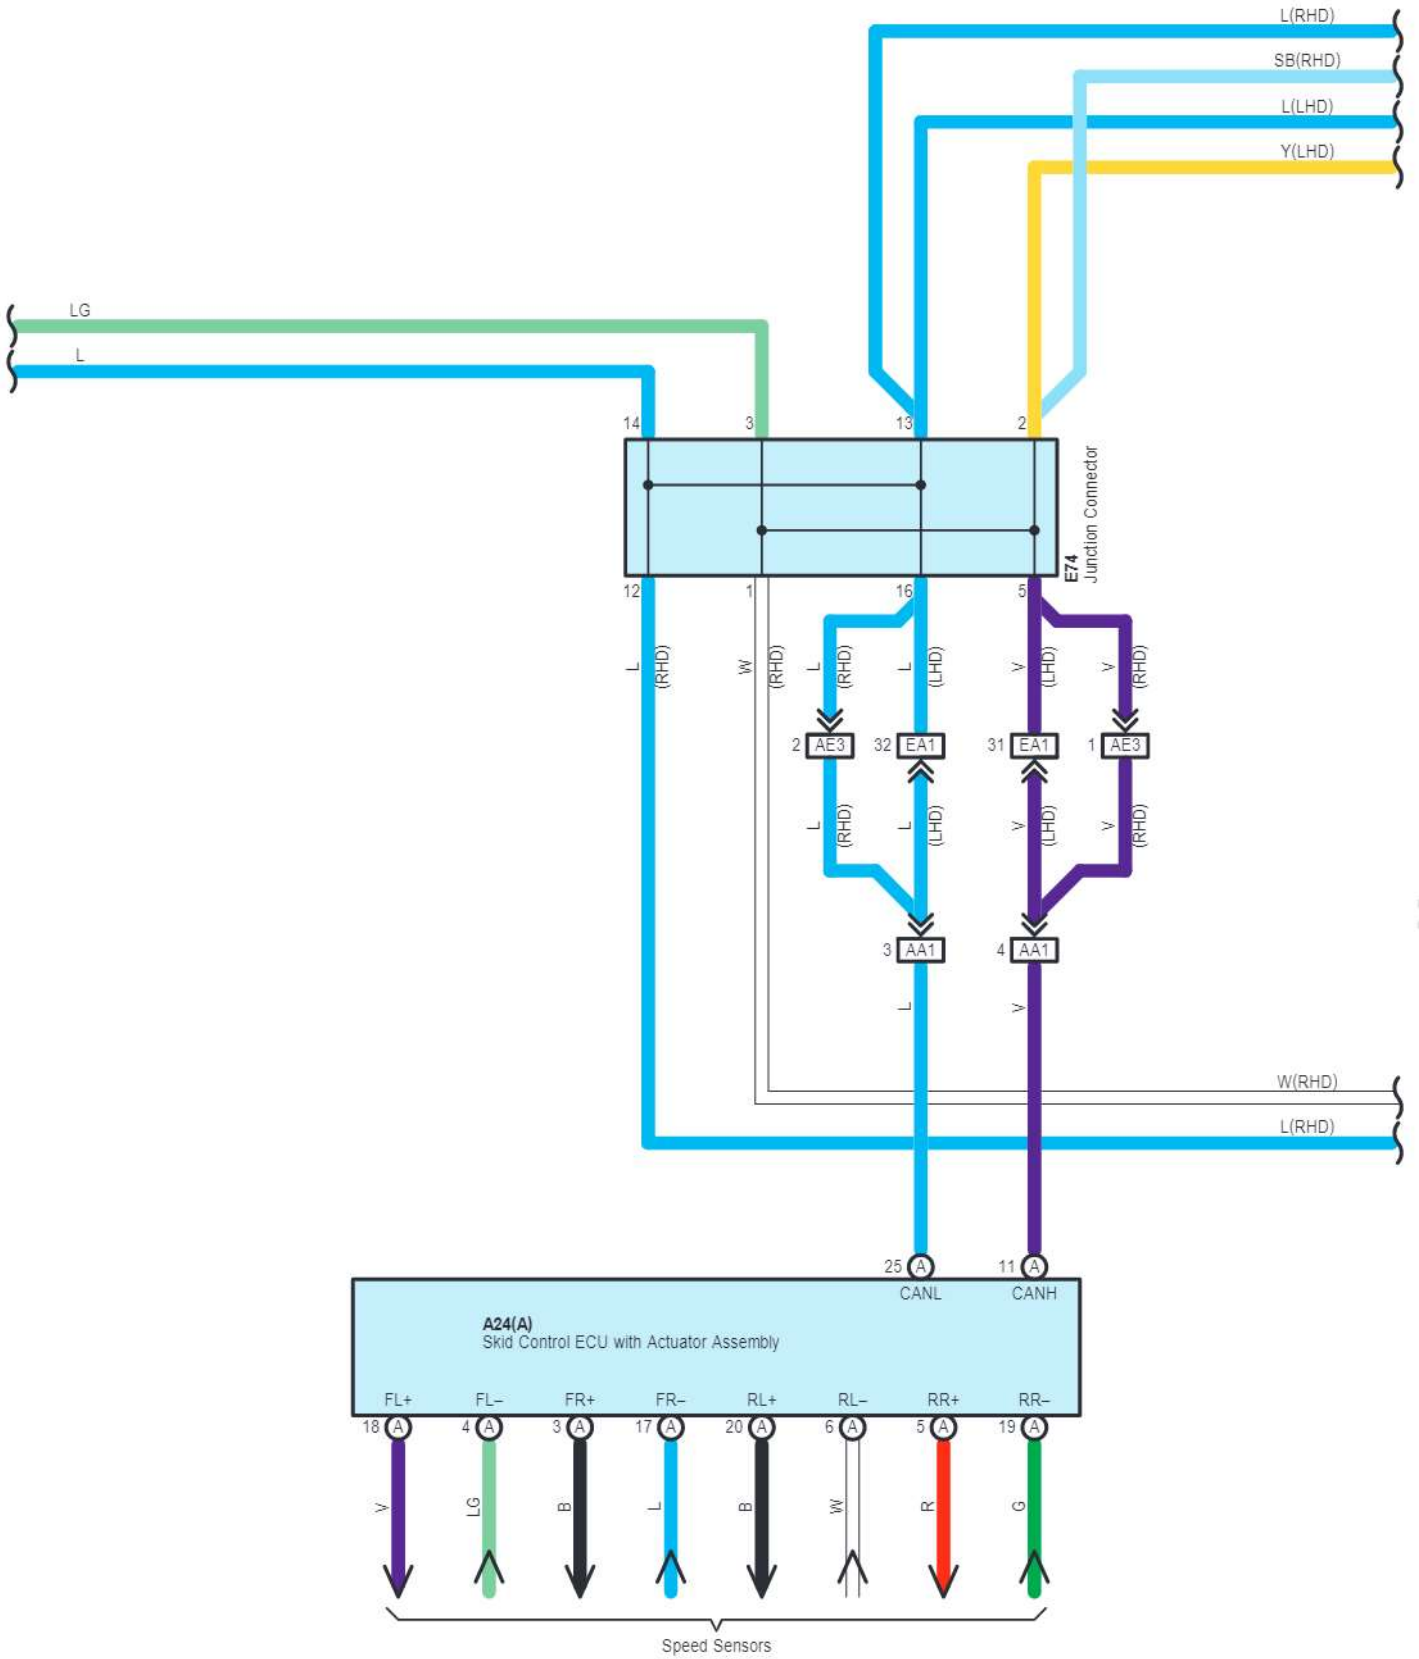 L(RHD)
SB(RHD)
L(LHD)
Y(LHD)
LG
L
14
3
13
2
E74
Junction Connector
12
1
16
5
L
(RHD)
W
(RHD)
L
(RHD)
L
(LHD)
V
(LHD)
V
(RHD)
2 AE3
32 EA1
31 EA1
1 AE3
L
(RHD)
L
(LHD)
V
(LHD)
V
(RHD)
3 AA1
4 AA1
L
V
W(RHD)
L(RHD)
25 A
11 A
CANL
CANH
A24(A)
Skid Control ECU with Actuator Assembly
FL+
FL–
FR+
FR–
RL+
RL–
RR+
RR–
18 A
4 A
3 A
17 A
20 A
6 A
5 A
19 A
V
LG
B
L
B
W
R
G
Speed Sensors